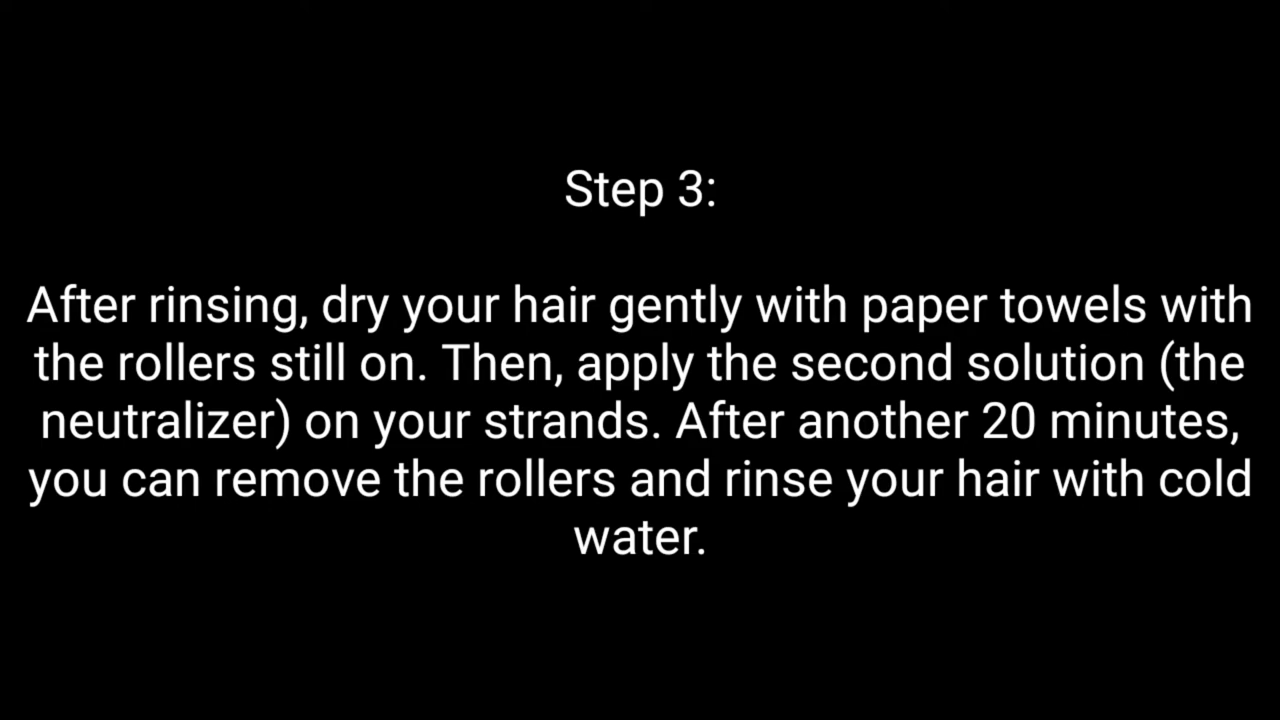 Step 3:
After rinsing, dry your hair gently with paper towels with
the rollers still on. Then, apply the second solution (the
neutralizer) on your strands. After another 20 minutes,
you can remove the rollers and rinse your hair with cold
water.